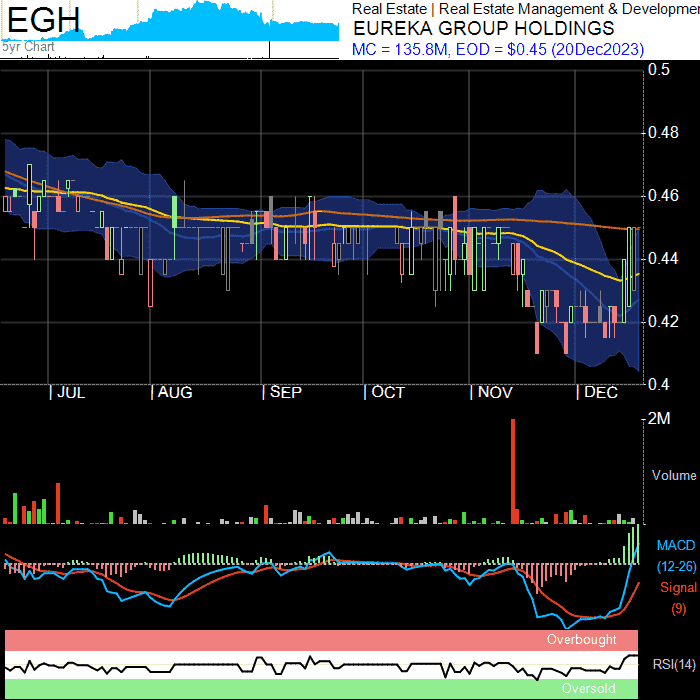 EGH
5yr Chart
Real Estate | Real Estate Management & Developmen
EUREKA GROUP HOLDINGS
MC = 135.8M, EOD = $0.45 (20Dec2023)
0.5
0.48
0.46
0.44
0.42
0.4
| JUL | AUG | SEP | OCT | NOV | DEC
2M
Volume
MACD
(12-26)
Signal
(9)
Overbought
RSI(14)
Oversold